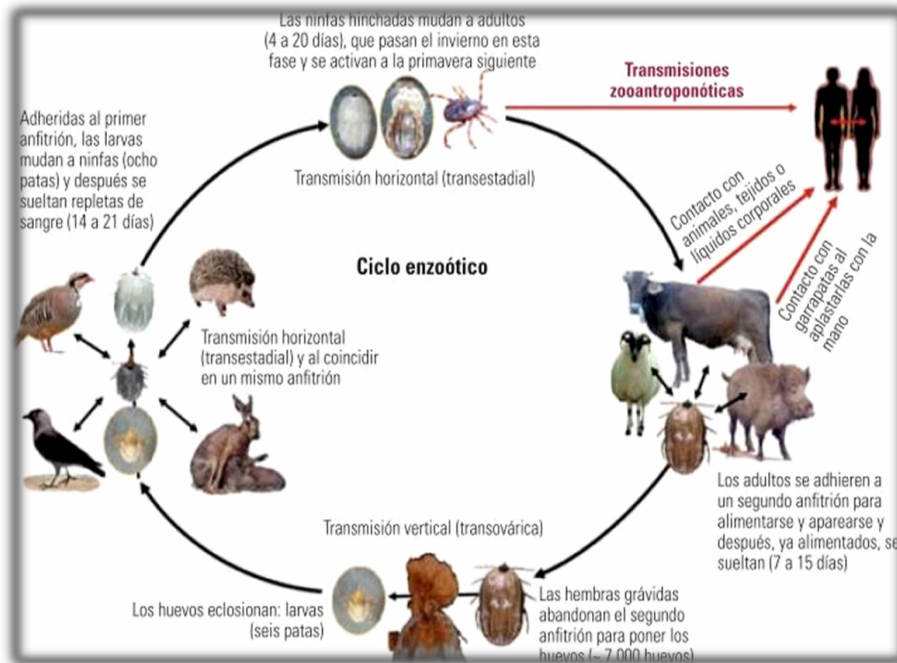 Las ninfas hinchadas mudan a adultos
(4 a 20 días), que pasan el invierno en esta
fase y se activan a la primavera siguiente
Transmisiones
zooantroponóticas
Adheridas al primer
anfitrión, las larvas
mudan a ninfas (ocho
patas) y después se
sueltan repletas de
sangre (14 a 21 días)
Transmisión horizontal (transestadial)
Contacto con
animales, tejidos o
líquidos corporales
Contacto con
garrapatas al
aplastarlas con la
mano
Ciclo enzoótico
Transmisión horizontal
(transestadial) y al coincidir
en un mismo anfitrión
Los adultos se adhieren a
un segundo anfitrión para
alimentarse y aparearse y
después, ya alimentados, se
sueltan (7 a 15 días)
Transmisión vertical (transovárica)
Los huevos eclosionan: larvas
(seis patas)
Las hembras grávidas
abandonan el segundo
anfitrión para poner los
huevos (~ 7.000 huevos)